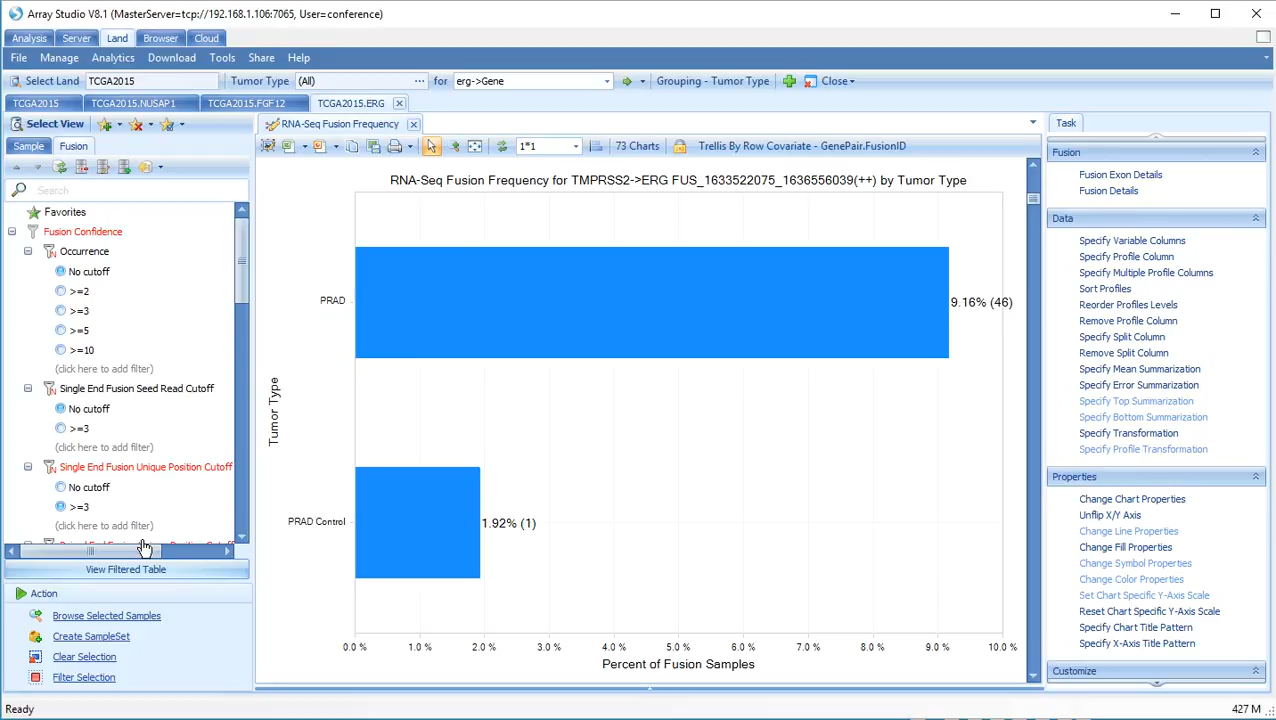 Array Studio V8.1 (MasterServer=tcp://192.168.1.106:7065, User=conference)
Analysis Server Land Browser Cloud
File Manage Analytics Download Tools Share Help
Select Land TCGA2015 Tumor Type (All) ... for erg->Gene Grouping - Tumor Type Close
TCGA2015 TCGA2015.NUSAP1 TCGA2015.FGF12 TCGA2015.ERG
Select View
Sample Fusion
Search
Favorites
Fusion Confidence
Occurrence
No cutoff
>=2
>=3
>=5
>=10
(click here to add filter)
Single End Fusion Seed Read Cutoff
No cutoff
>=3
(click here to add filter)
Single End Fusion Unique Position Cutoff
No cutoff
>=3
(click here to add filter)
View Filtered Table
Action
Browse Selected Samples
Create SampleSet
Clear Selection
Filter Selection
Ready
RNA-Seq Fusion Frequency
1*1 73 Charts Trellis By Row Covariate - GenePair.FusionID
RNA-Seq Fusion Frequency for TMPRSS2->ERG FUS_1633522075_1636556039(++) by Tumor Type
Tumor Type
PRAD 9.16% (46)
PRAD Control 1.92% (1)
0.0 % 1.0 % 2.0 % 3.0 % 4.0 % 5.0 % 6.0 % 7.0 % 8.0 % 9.0 % 10.0 %
Percent of Fusion Samples
Task
Fusion
Fusion Exon Details
Fusion Details
Data
Specify Variable Columns
Specify Profile Column
Specify Multiple Profile Columns
Sort Profiles
Reorder Profiles Levels
Remove Profile Column
Specify Split Column
Remove Split Column
Specify Mean Summarization
Specify Error Summarization
Specify Top Summarization
Specify Bottom Summarization
Specify Transformation
Specify Profile Transformation
Properties
Change Chart Properties
Unflip X/Y Axis
Change Line Properties
Change Fill Properties
Change Symbol Properties
Change Color Properties
Set Chart Specific Y-Axis Scale
Reset Chart Specific Y-Axis Scale
Specify Chart Title Pattern
Specify X-Axis Title Pattern
Customize
427 M